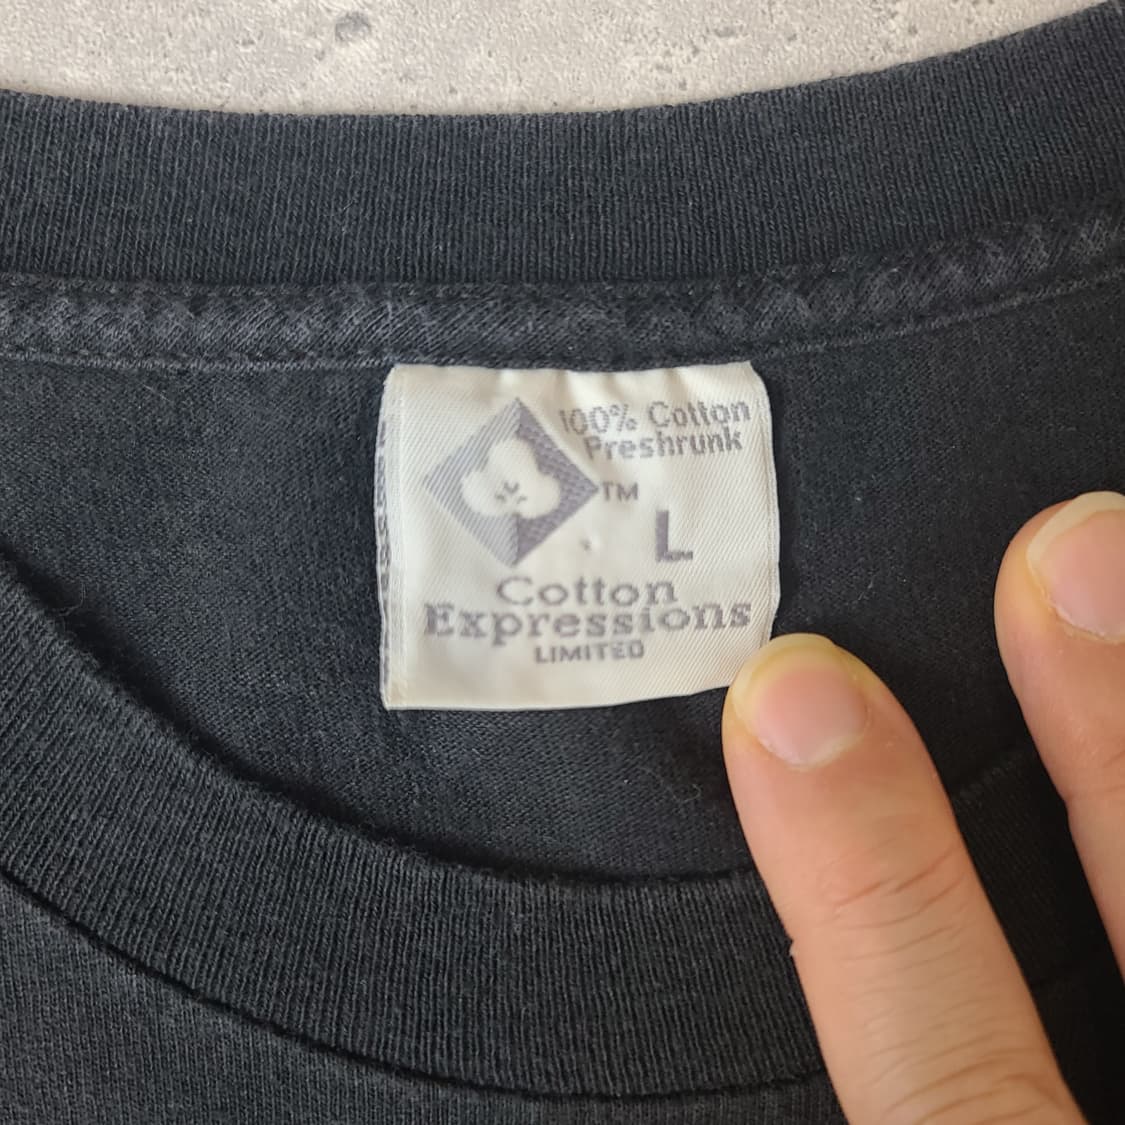 100% Cotton
Preshrunk
TM
L
Cotton
Expressions
LIMITED